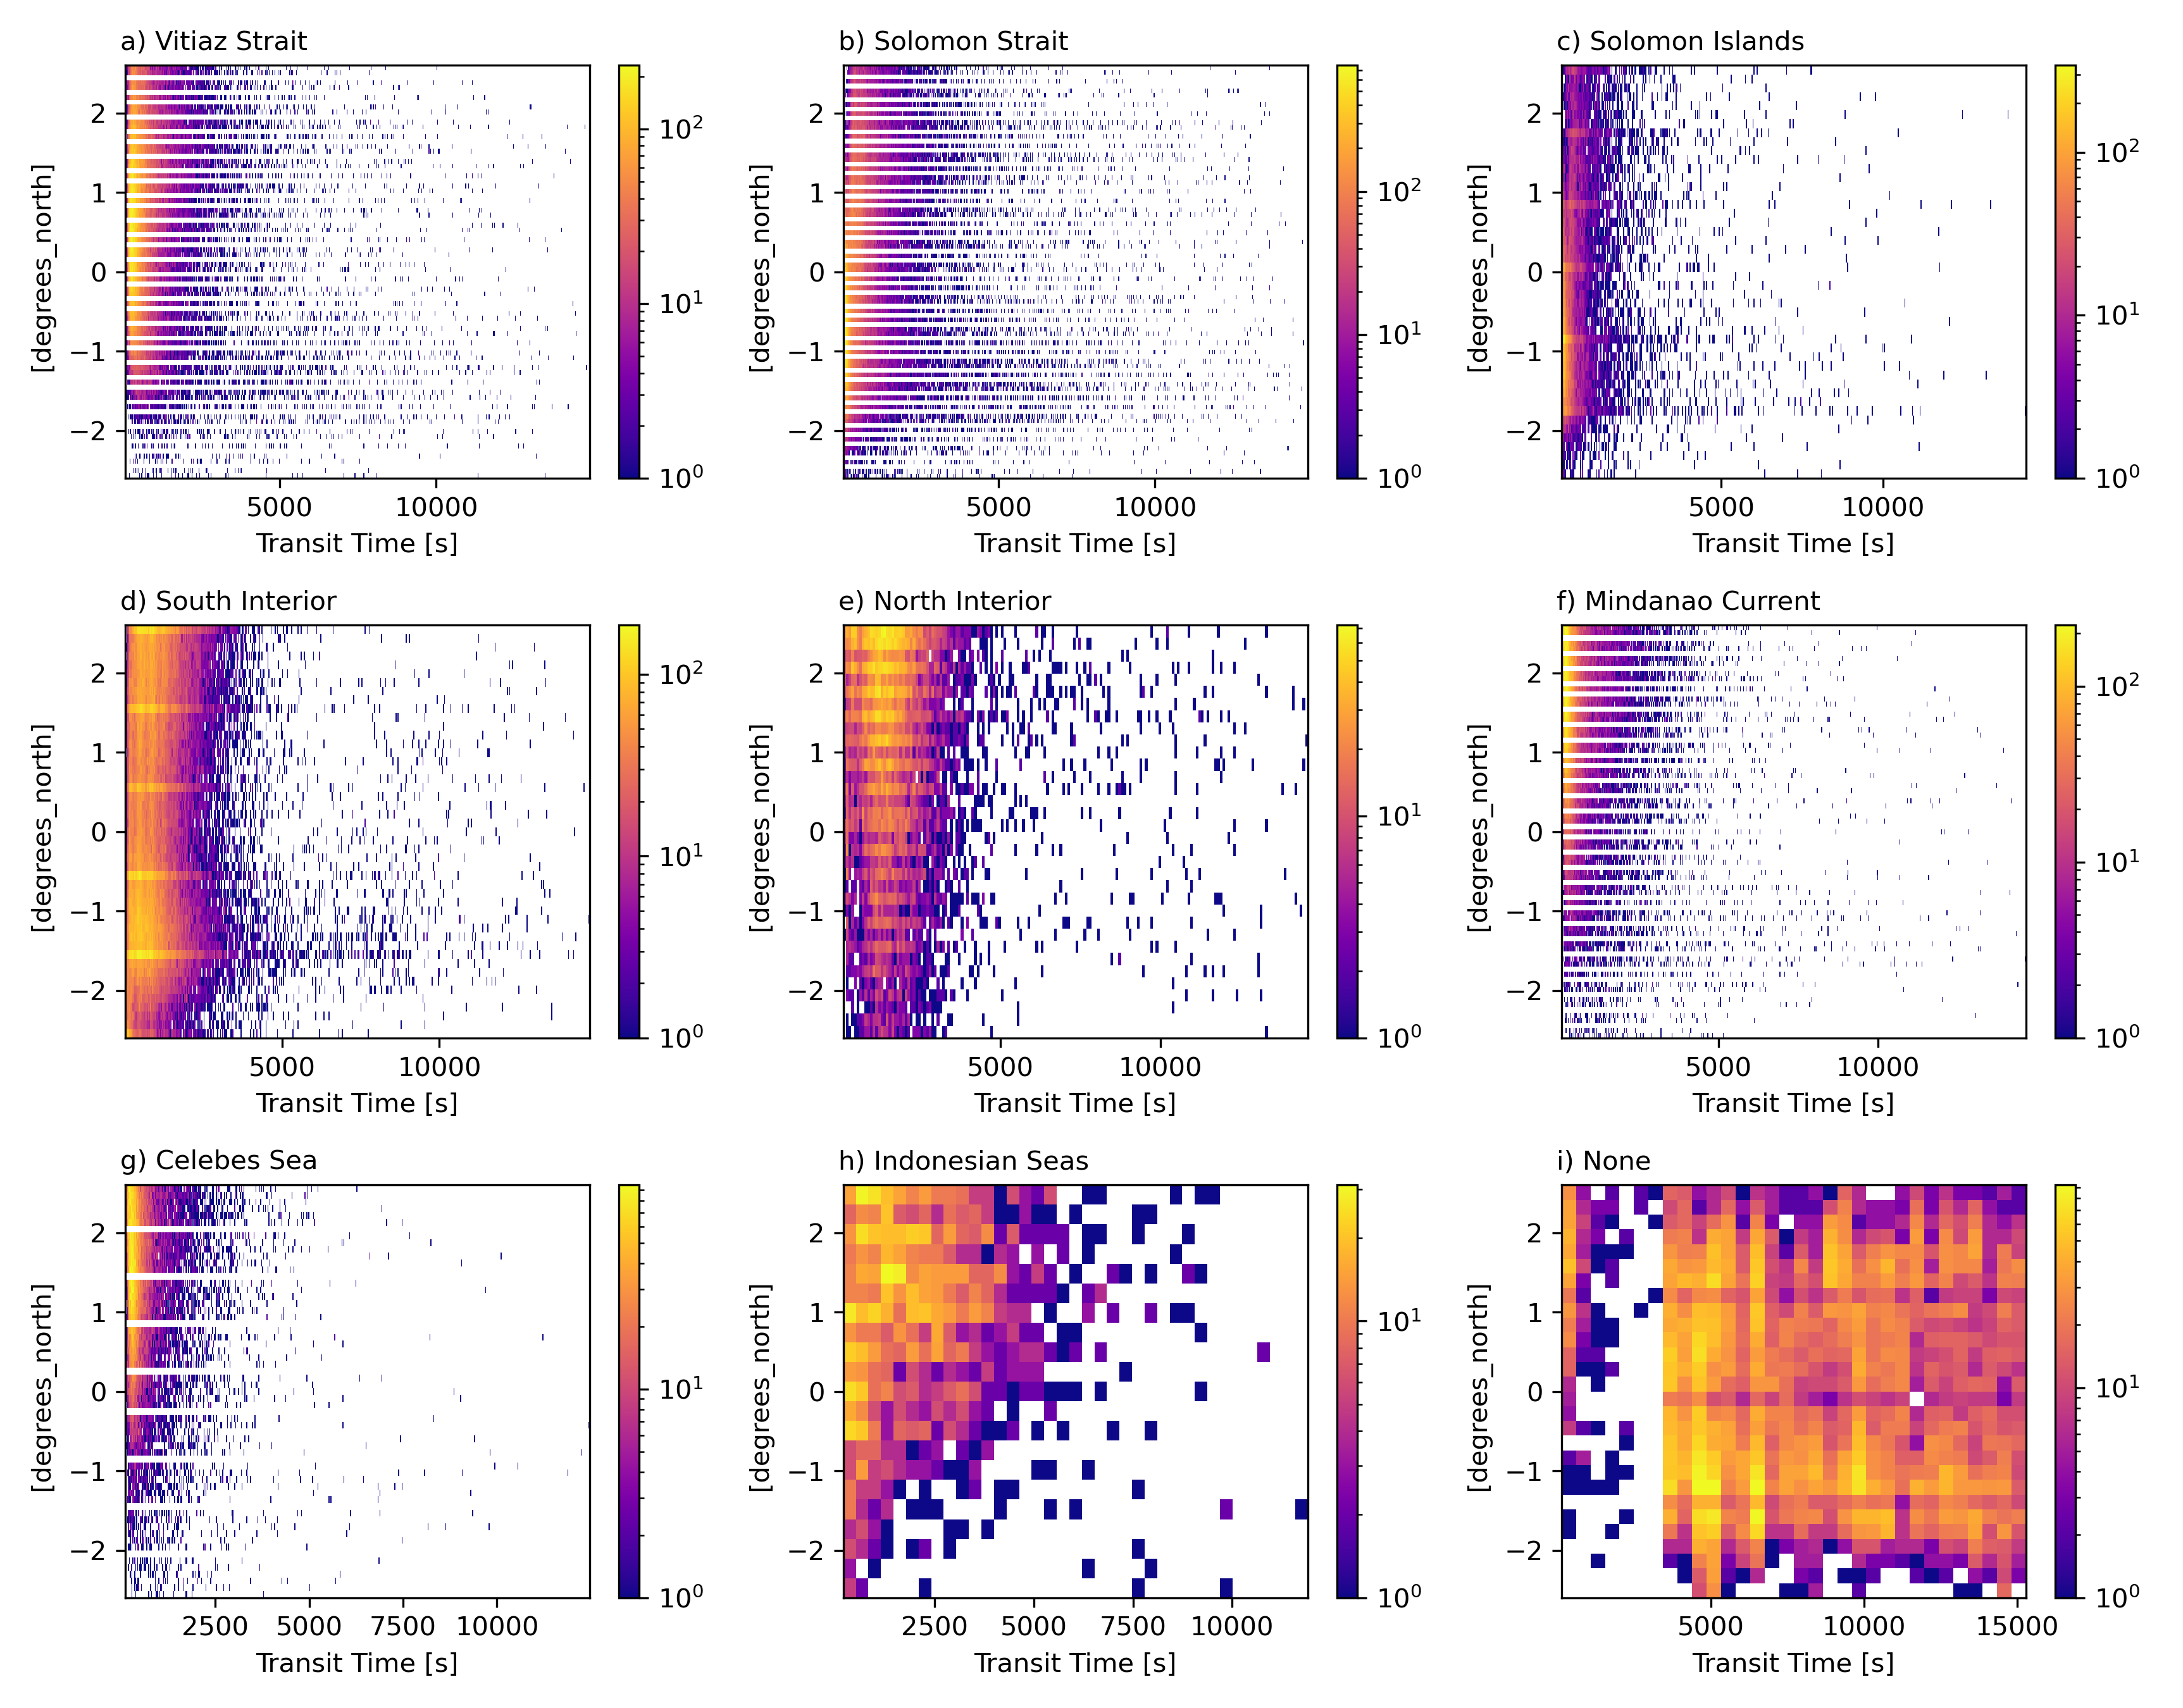 a) Vitiaz Strait
b) Solomon Strait
c) Solomon Islands
[degrees_north]
2
1
0
−1
−2
5000 10000
Transit Time [s]
10²
10¹
10⁰
[degrees_north]
2
1
0
−1
−2
5000 10000
Transit Time [s]
10²
10¹
10⁰
[degrees_north]
2
1
0
−1
−2
5000 10000
Transit Time [s]
10²
10¹
10⁰
d) South Interior
e) North Interior
f) Mindanao Current
[degrees_north]
2
1
0
−1
−2
5000 10000
Transit Time [s]
10²
10¹
10⁰
[degrees_north]
2
1
0
−1
−2
5000 10000
Transit Time [s]
10¹
10⁰
[degrees_north]
2
1
0
−1
−2
5000 10000
Transit Time [s]
10²
10¹
10⁰
g) Celebes Sea
h) Indonesian Seas
i) None
[degrees_north]
2
1
0
−1
−2
2500 5000 7500 10000
Transit Time [s]
10¹
10⁰
[degrees_north]
2
1
0
−1
−2
2500 5000 7500 10000
Transit Time [s]
10¹
10⁰
[degrees_north]
2
1
0
−1
−2
5000 10000 15000
Transit Time [s]
10¹
10⁰